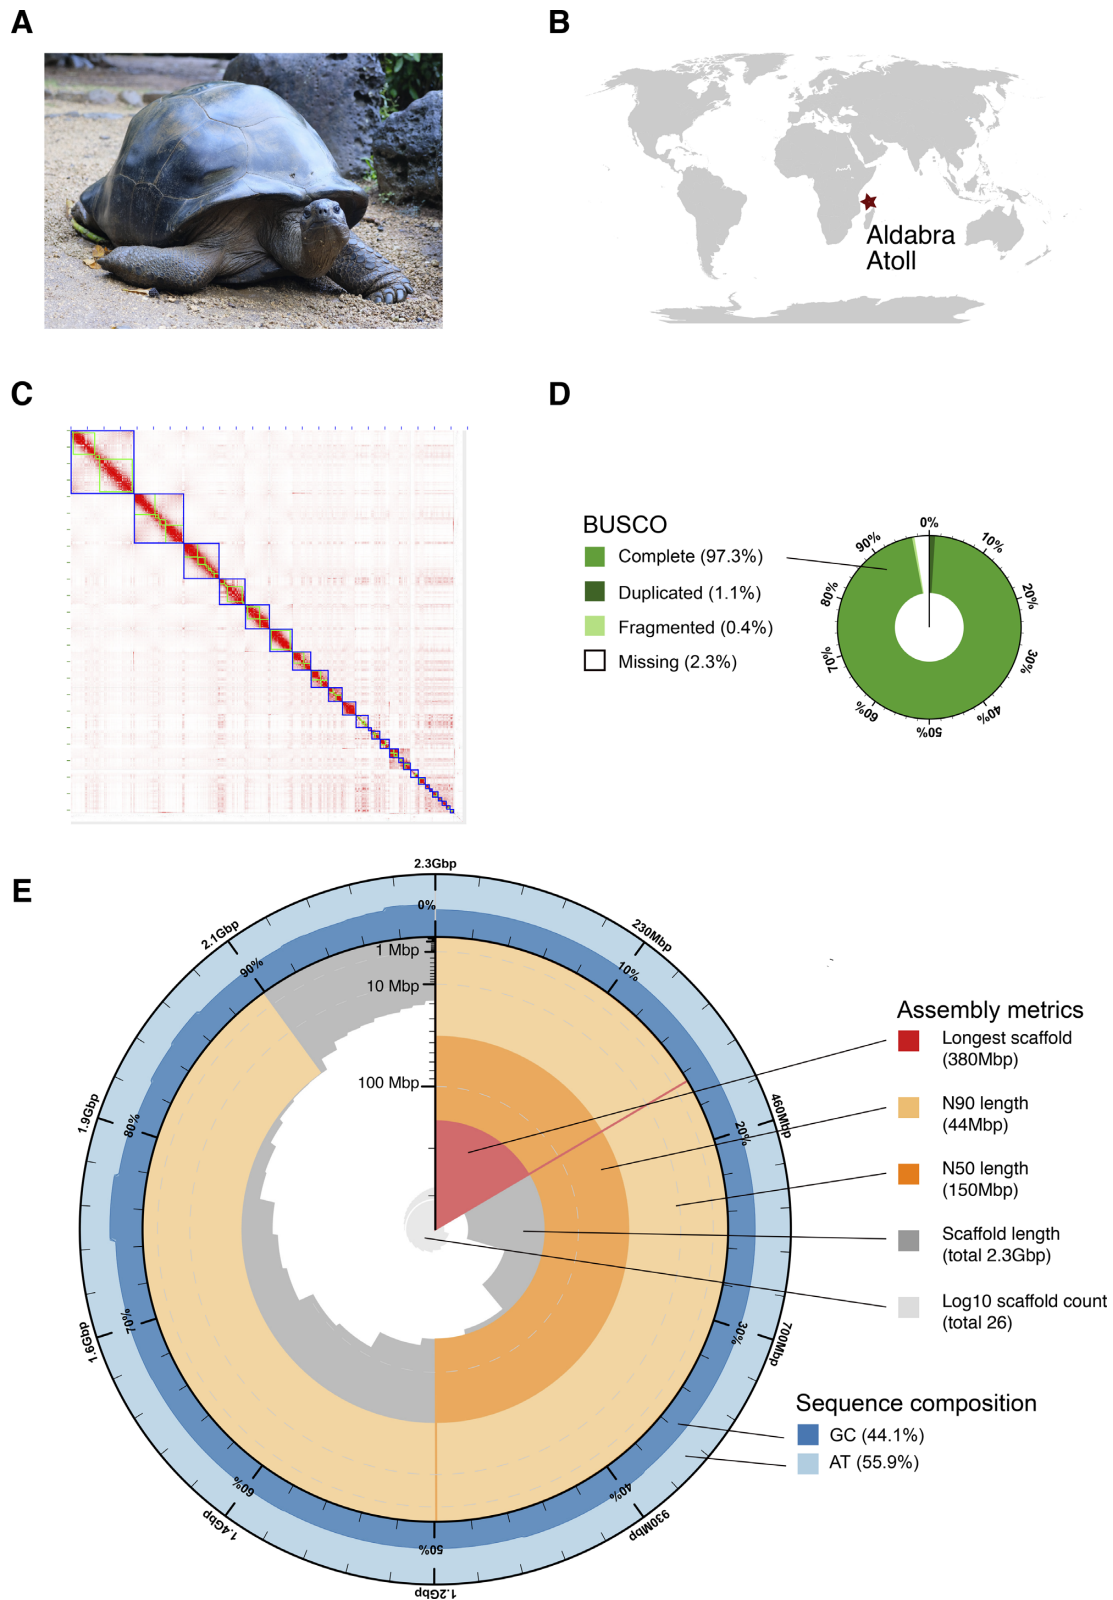 A
B
Aldabra
Atoll
C
D
BUSCO
Complete (97.3%)
Duplicated (1.1%)
Fragmented (0.4%)
Missing (2.3%)
0%
10%
20%
30%
40%
50%
60%
70%
80%
90%
E
2.3Gbp
230Mbp
460Mbp
700Mbp
930Mbp
1.2Gbp
1.4Gbp
1.6Gbp
1.9Gbp
2.1Gbp
0%
10%
20%
30%
40%
50%
60%
70%
80%
90%
1 Mbp
10 Mbp
100 Mbp
Assembly metrics
Longest scaffold
(380Mbp)
N90 length
(44Mbp)
N50 length
(150Mbp)
Scaffold length
(total 2.3Gbp)
Log10 scaffold count
(total 26)
Sequence composition
GC (44.1%)
AT (55.9%)